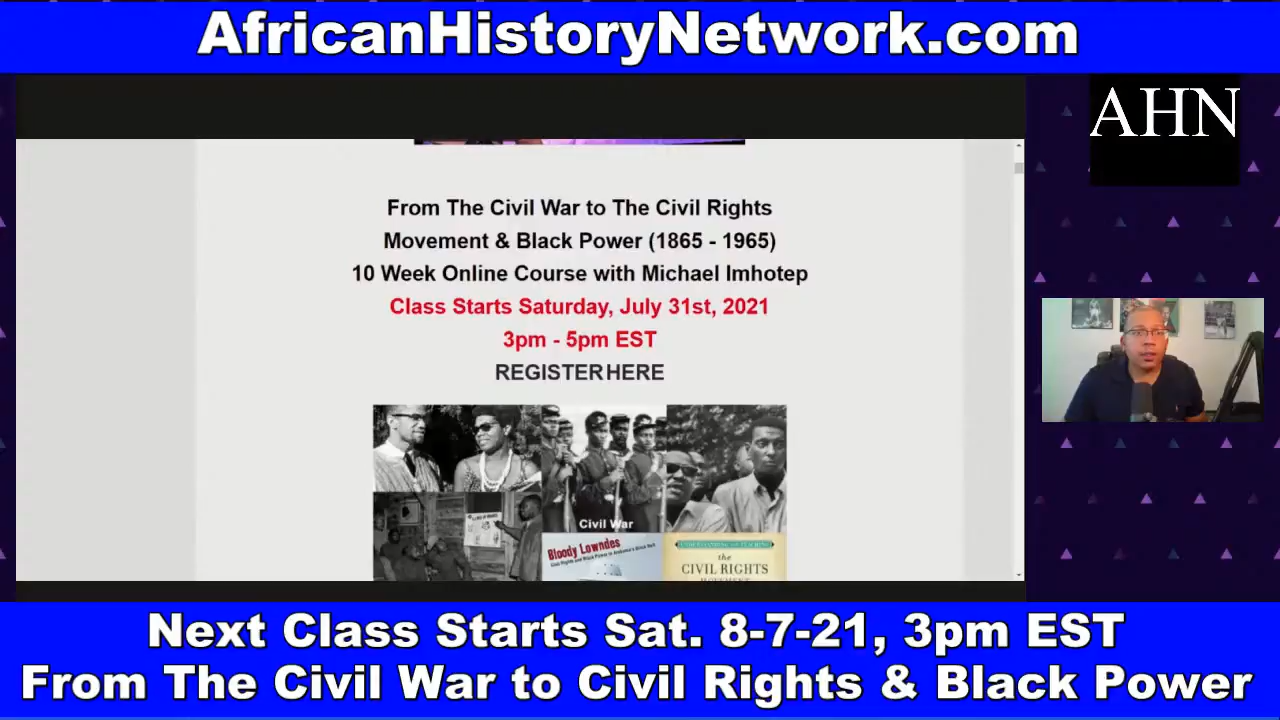 AfricanHistoryNetwork.com
AHN
From The Civil War to The Civil Rights
Movement & Black Power (1865 - 1965)
10 Week Online Course with Michael Imhotep
Class Starts Saturday, July 31st, 2021
3pm - 5pm EST
REGISTER HERE
Civil War
Bloody Lowndes
the
CIVIL RIGHTS
Next Class Starts Sat. 8-7-21, 3pm EST
From The Civil War to Civil Rights & Black Power